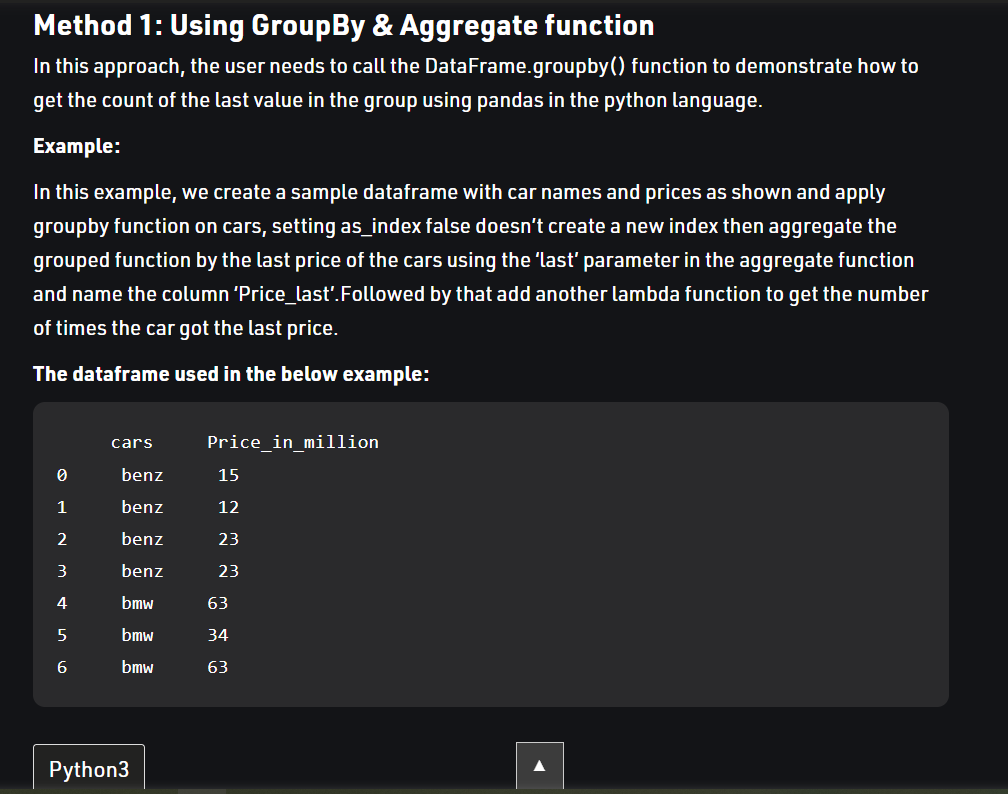 Method 1: Using GroupBy & Aggregate function
In this approach, the user needs to call the DataFrame.groupby() function to demonstrate how to
get the count of the last value in the group using pandas in the python language.
Example:
In this example, we create a sample dataframe with car names and prices as shown and apply
groupby function on cars, setting as_index false doesn’t create a new index then aggregate the
grouped function by the last price of the cars using the ‘last’ parameter in the aggregate function
and name the column ‘Price_last’.Followed by that add another lambda function to get the number
of times the car got the last price.
The dataframe used in the below example:
cars Price_in_million
0 benz 15
1 benz 12
2 benz 23
3 benz 23
4 bmw 63
5 bmw 34
6 bmw 63
Python3